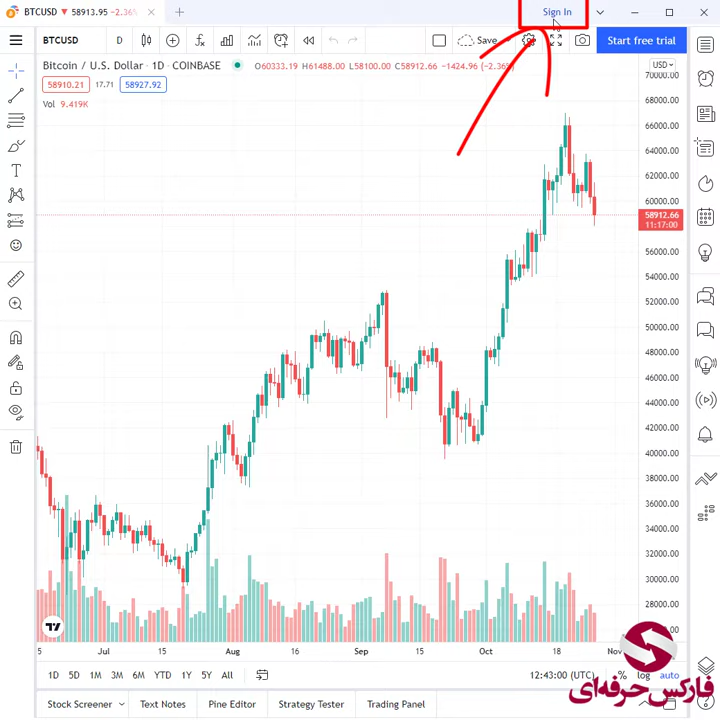 BTCUSD ▼ 58913.95 −2.36%
Sign In
BTCUSD D Save Start free trial
Bitcoin / U.S. Dollar · 1D · COINBASE O60333.19 H61488.00 L58100.00 C58912.66 −1424.96 (−2.36%)
USD
58910.21 17.71 58927.92
Vol 9.419K
70000.00
68000.00
66000.00
64000.00
62000.00
60000.00
58912.66
11:17:00
56000.00
54000.00
52000.00
50000.00
48000.00
46000.00
44000.00
42000.00
40000.00
38000.00
36000.00
34000.00
32000.00
30000.00
28000.00
26000.00
5 Jul 15 Aug 16 Sep 15 Oct 18 Nov
1D 5D 1M 3M 6M YTD 1Y 5Y All 12:43:00 (UTC) % log auto
فارکس حرفه‌ای
Stock Screener Text Notes Pine Editor Strategy Tester Trading Panel